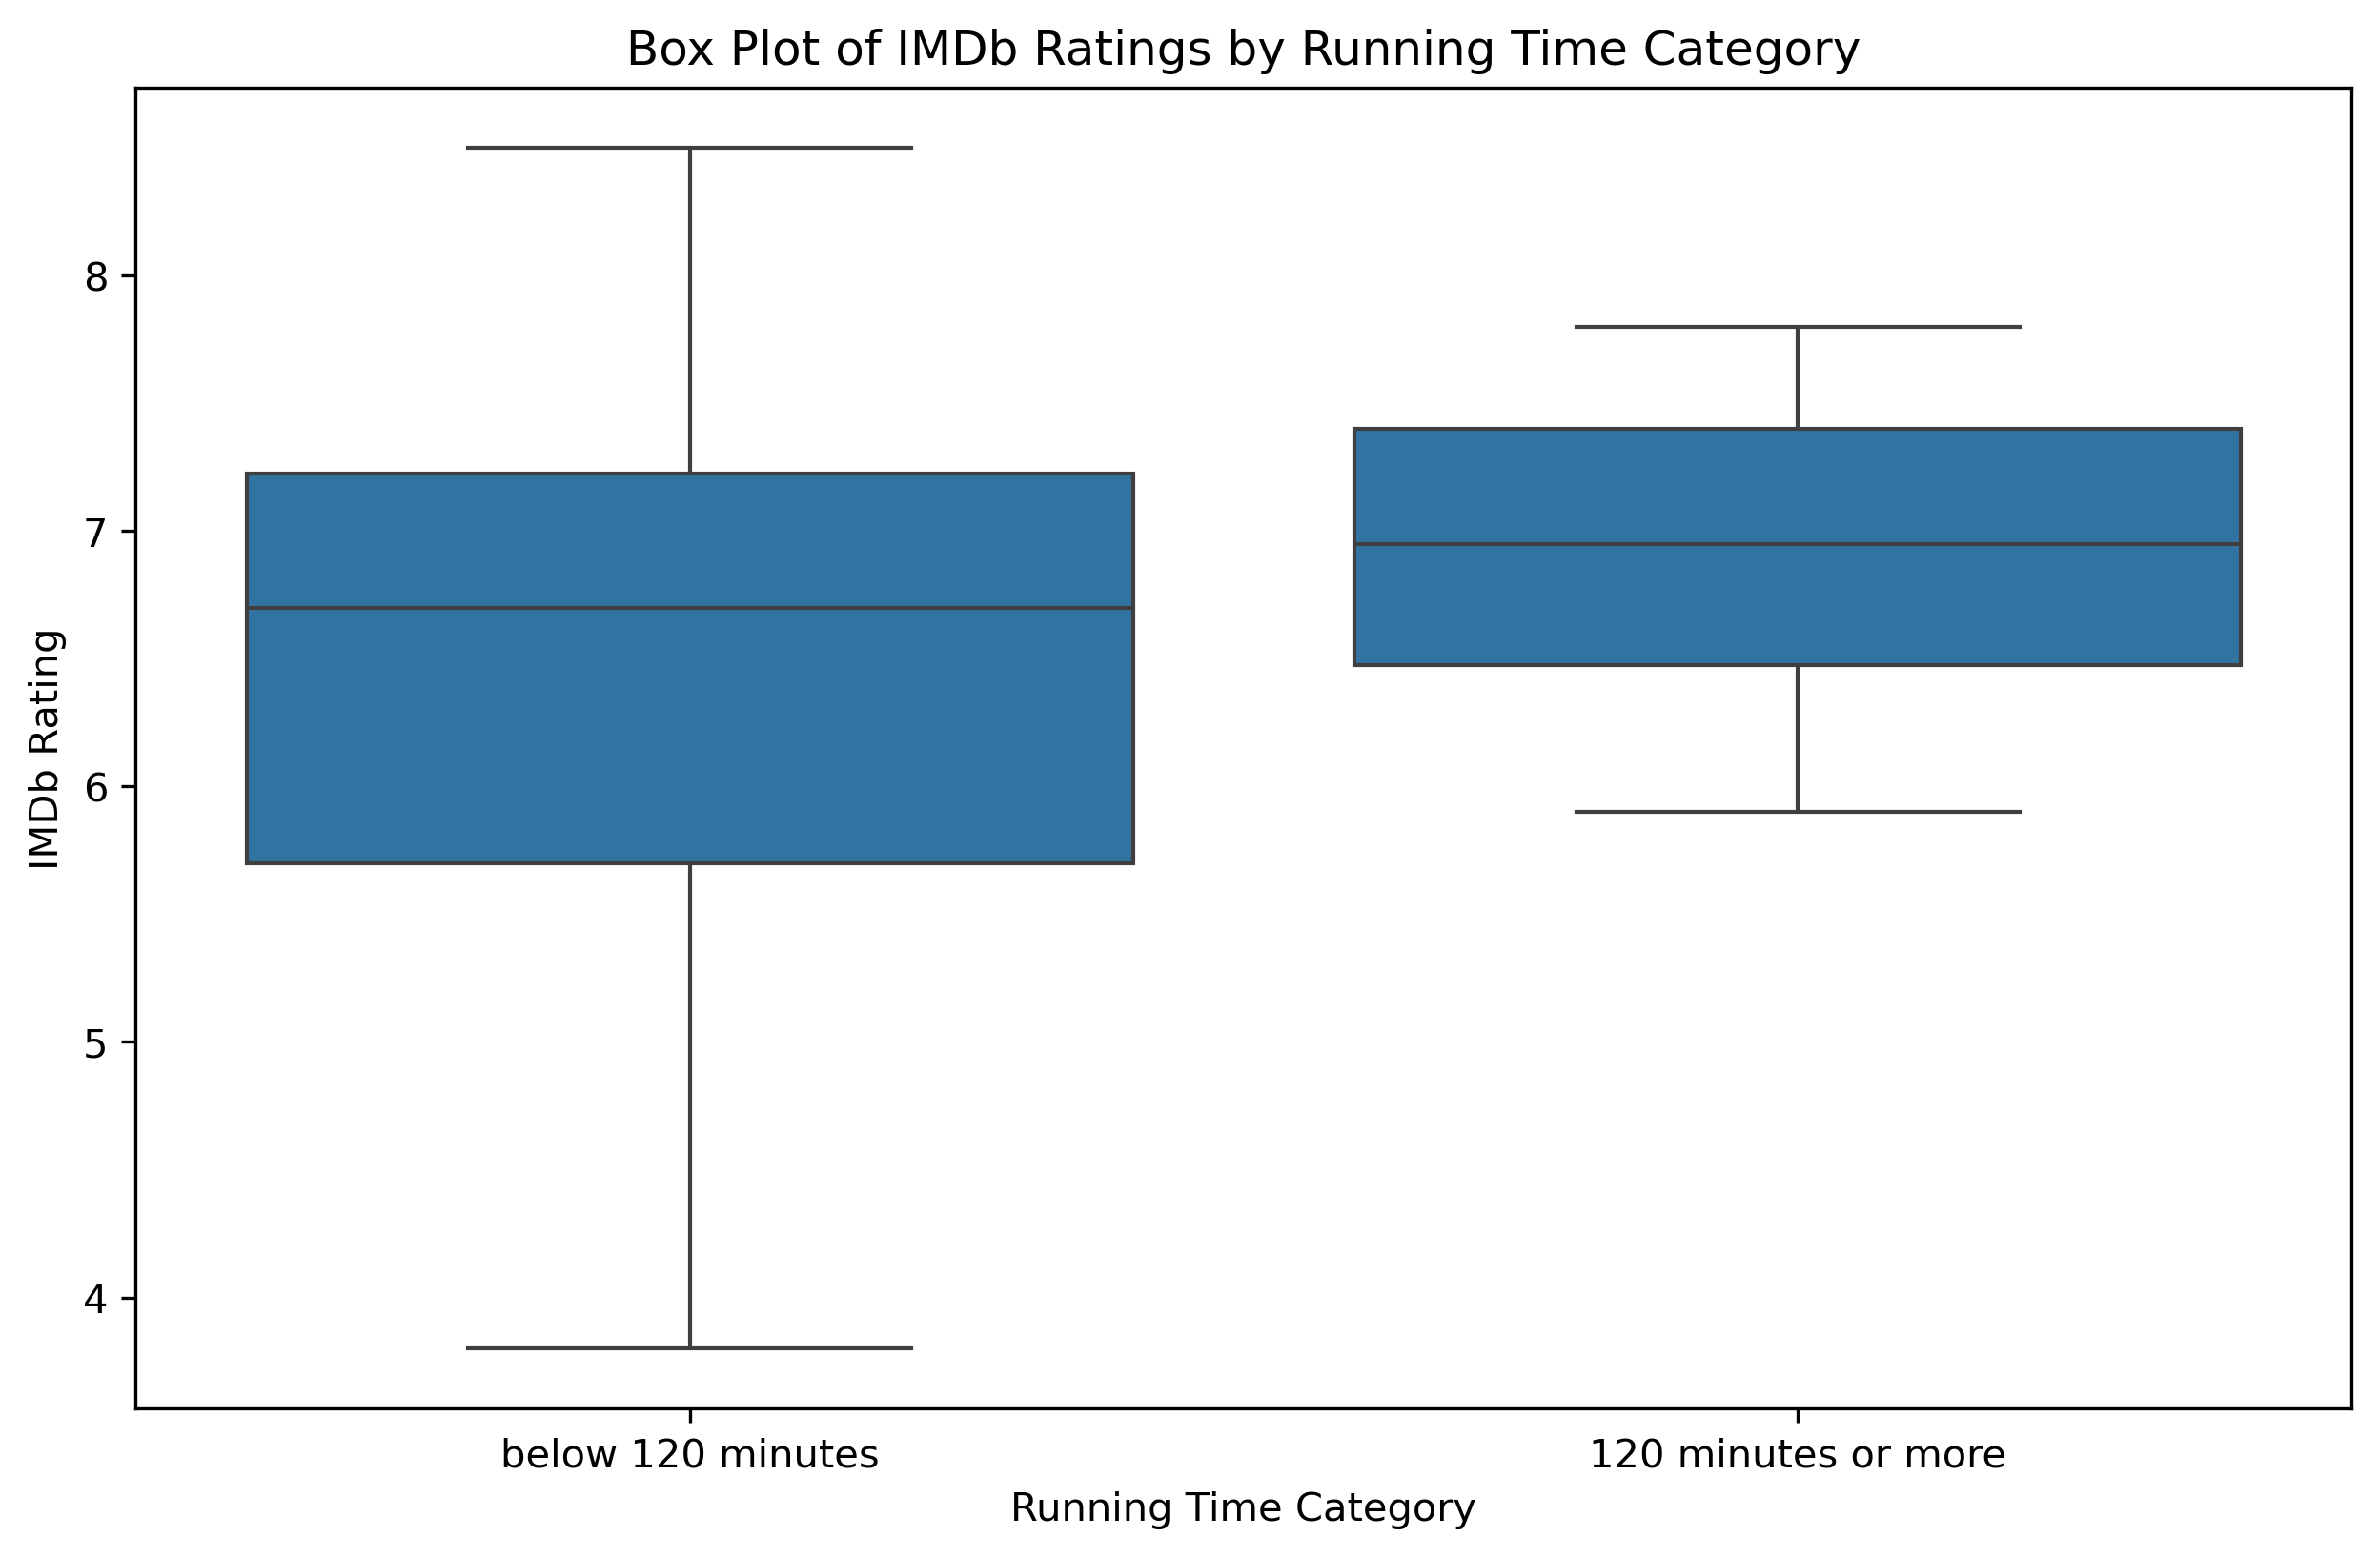 Box Plot of IMDb Ratings by Running Time Category
8
7
6
5
4
IMDb Rating
below 120 minutes
120 minutes or more
Running Time Category